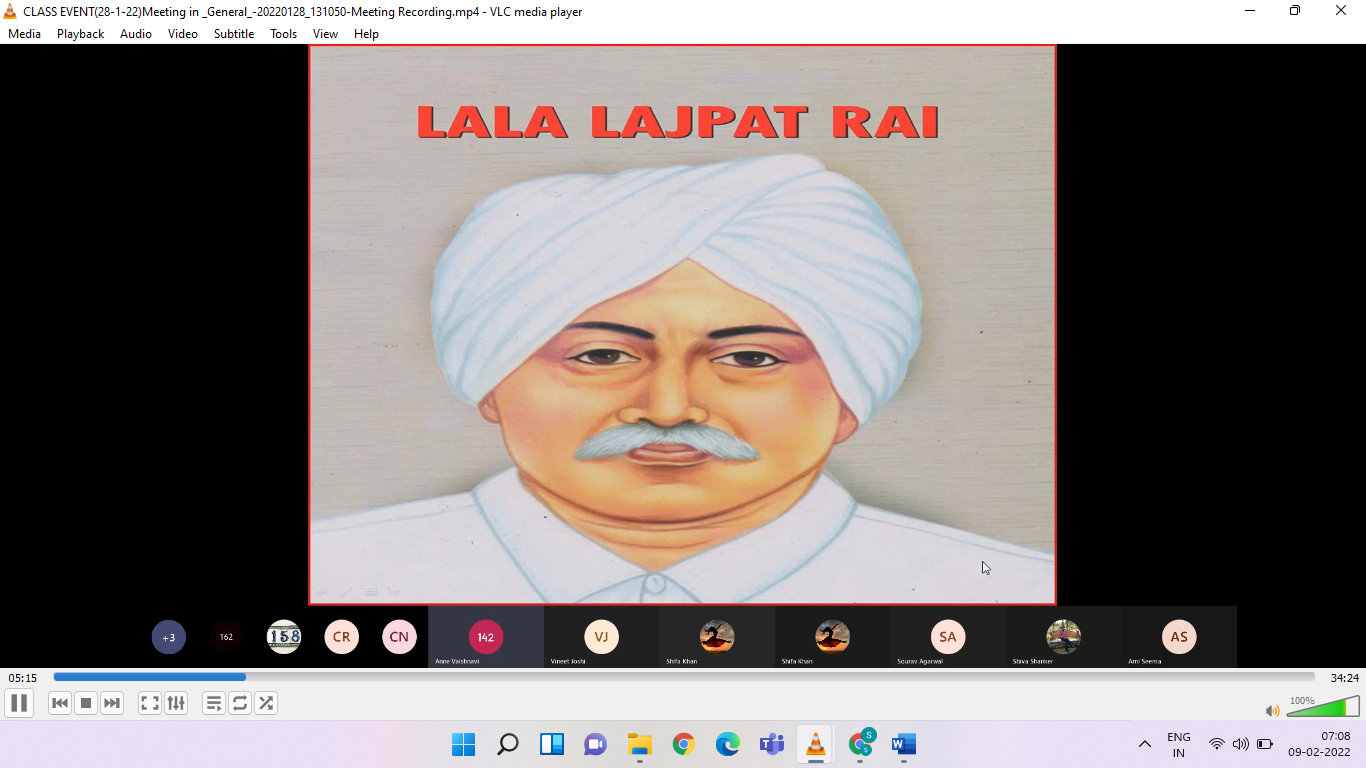 CLASS EVENT(28-1-22)Meeting in _General_-20220128_131050-Meeting Recording.mp4 - VLC media player
Media Playback Audio Video Subtitle Tools View Help
LALA LAJPAT RAI
+3 162 158 CR CN 142 VJ SA AS
Anne Vaishnavi Vineet Joshi Shifa Khan Shifa Khan Sourav Agarwal Shiva Shanker Ami Seema
05:15 34:24
100%
S
ENG
IN
07:08
09-02-2022